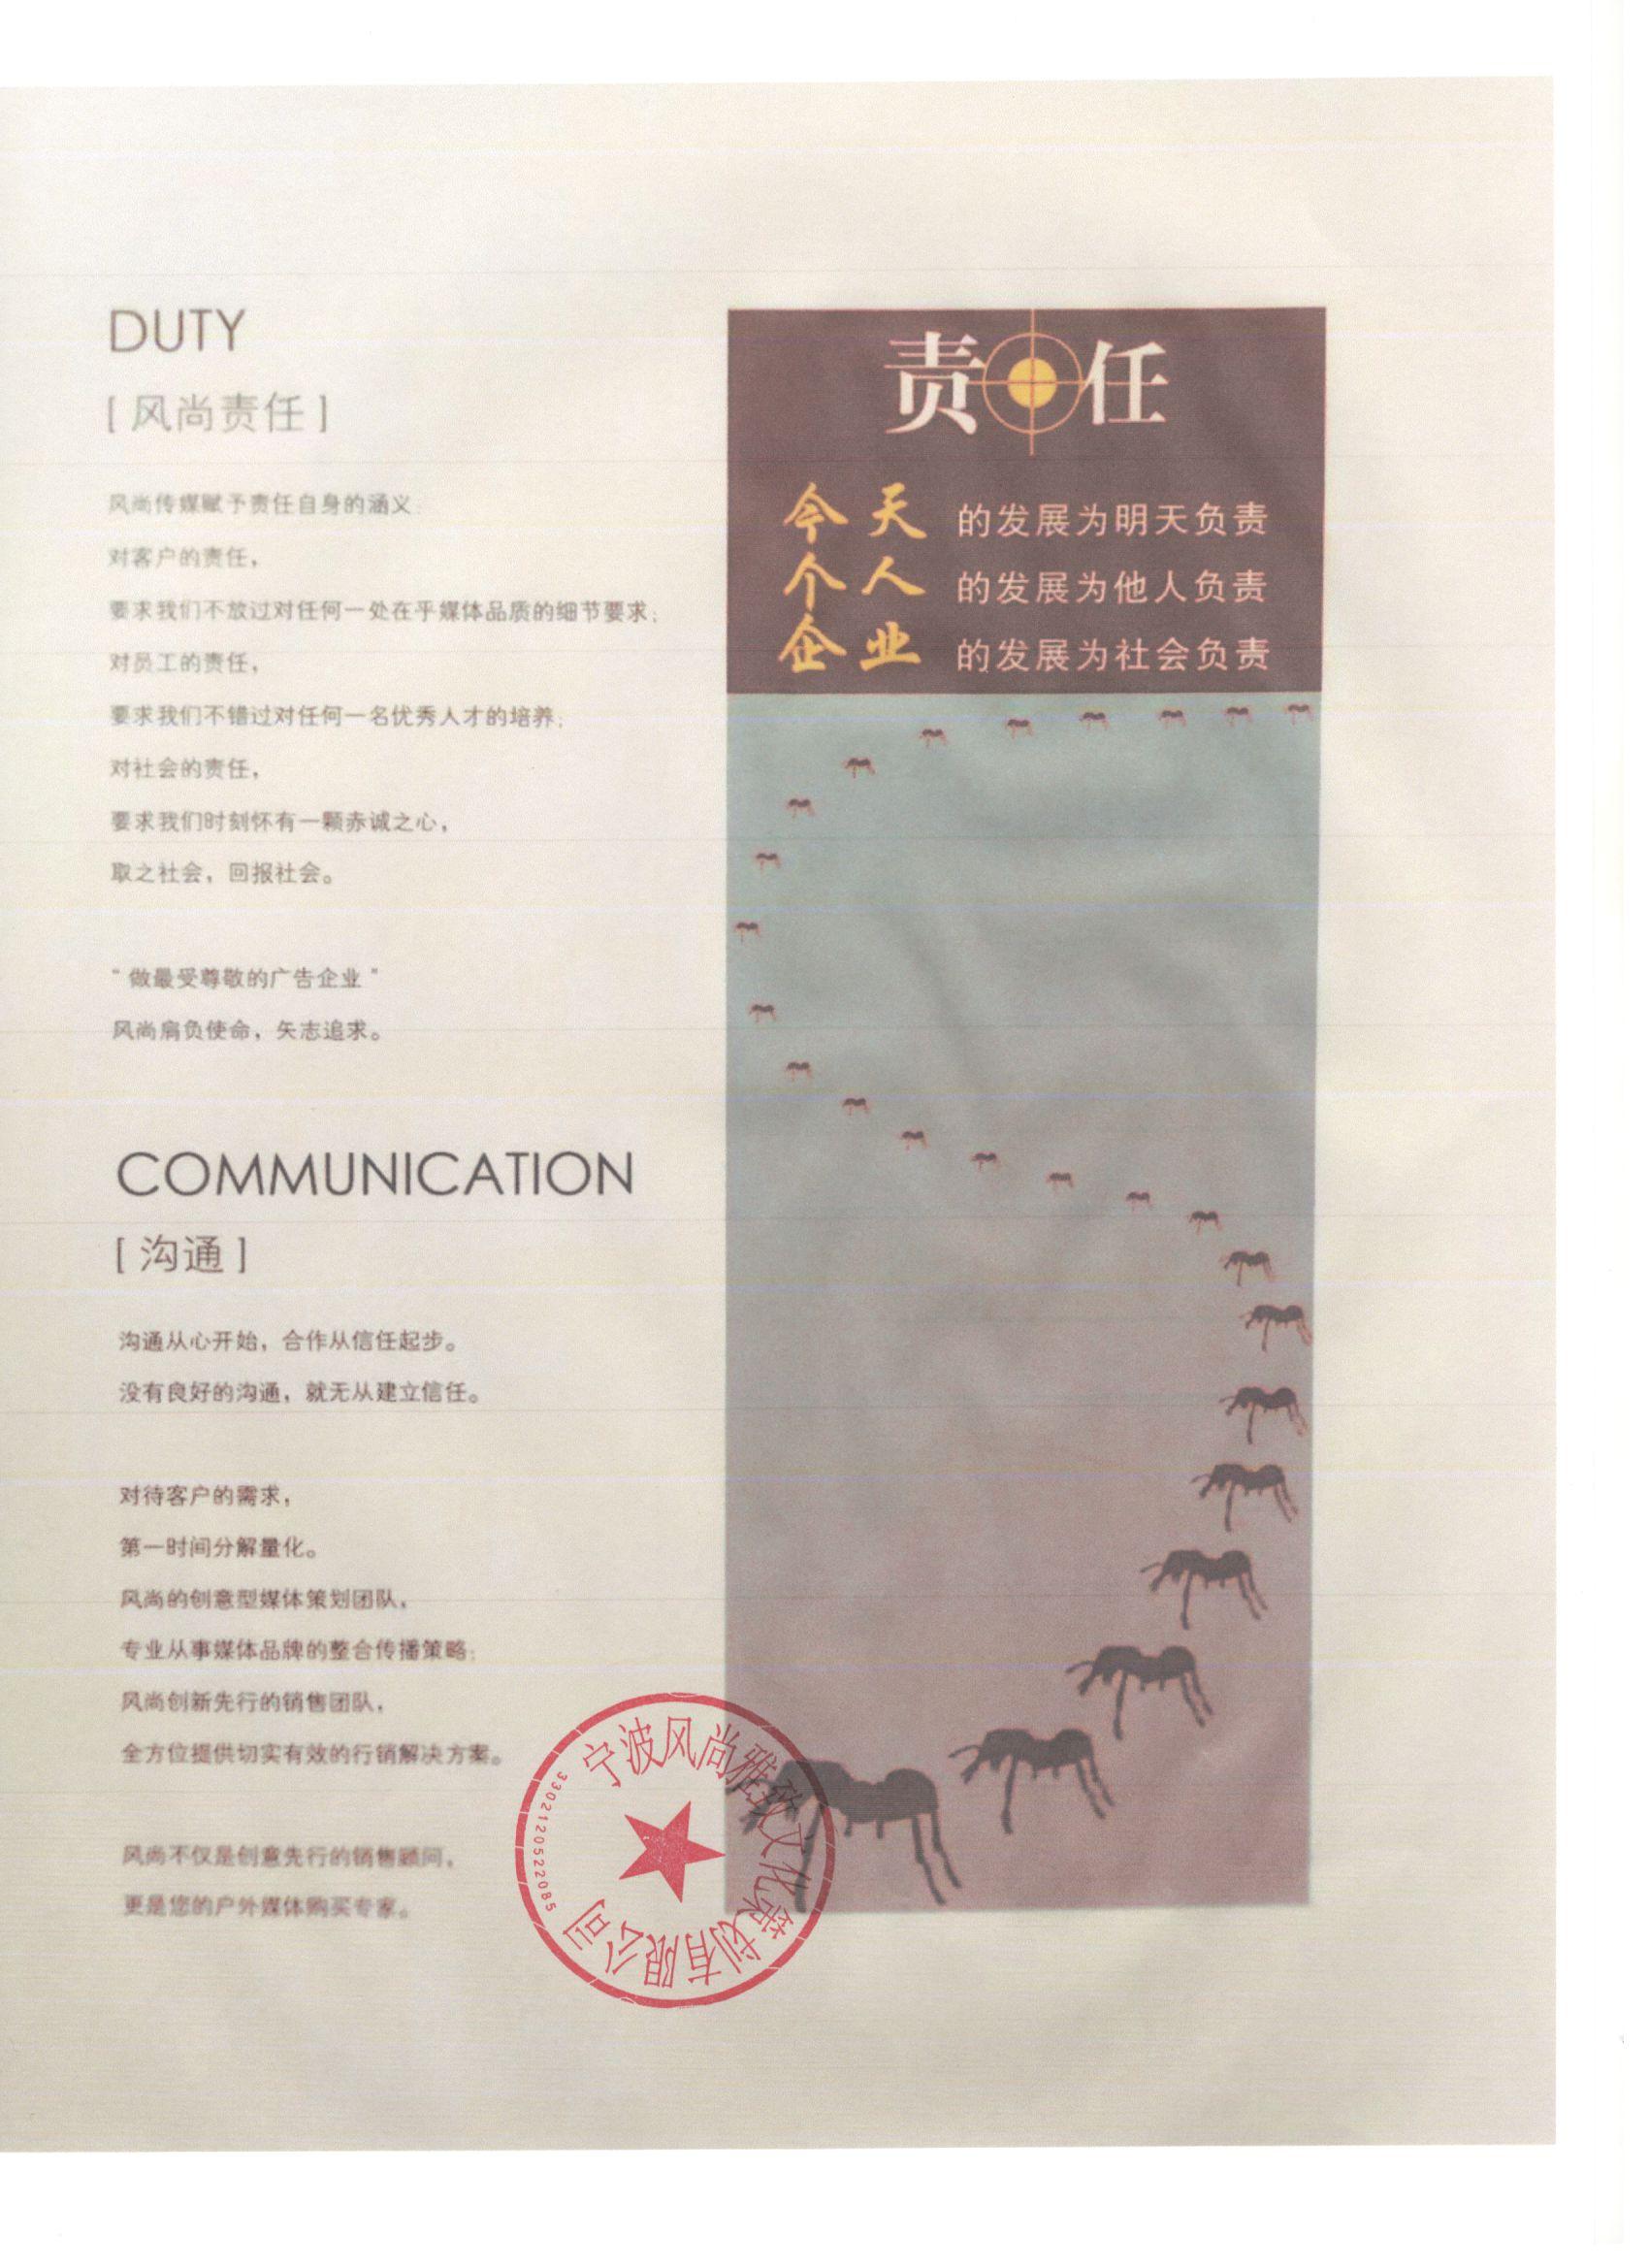 DUTY
[ 风尚责任 ]
风尚传媒赋予责任自身的涵义:
对客户的责任，
要求我们不放过对任何一处在乎媒体品质的细节要求；
对员工的责任，
要求我们不错过对任何一名优秀人才的培养；
对社会的责任，
要求我们时刻怀有一颗赤诚之心，
取之社会，回报社会。
“做最受尊敬的广告企业”
风尚肩负使命，矢志追求。
COMMUNICATION
[ 沟通 ]
沟通从心开始，合作从信任起步。
没有良好的沟通，就无从建立信任。
对待客户的需求，
第一时间分解量化。
风尚的创意型媒体策划团队，
专业从事媒体品牌的整合传播策略；
风尚创新先行的销售团队，
全方位提供切实有效的行销解决方案。
风尚不仅是创意先行的销售顾问，
更是您的户外媒体购买专家。
责任
今天 的发展为明天负责
个人 的发展为他人负责
企业 的发展为社会负责
宁波风尚雅致文化策划有限公司
3302120522085